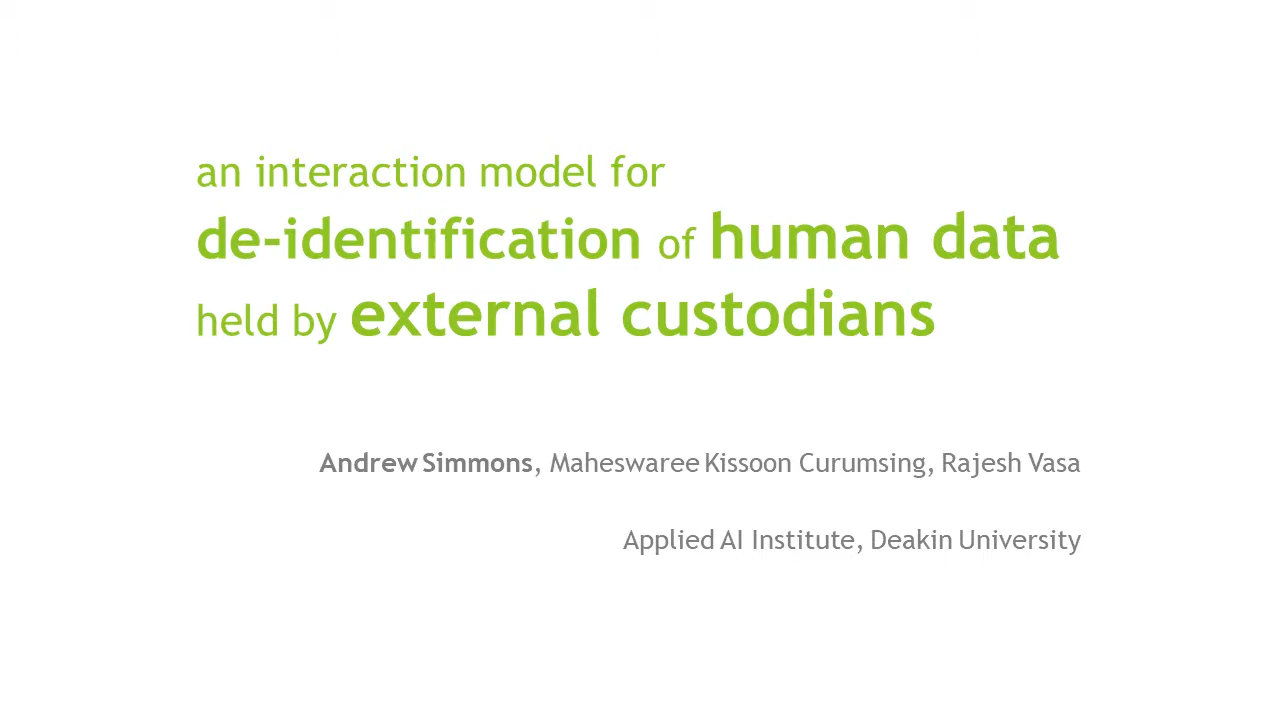 an interaction model for
de-identification of human data
held by external custodians
Andrew Simmons, Maheswaree Kissoon Curumsing, Rajesh Vasa
Applied AI Institute, Deakin University